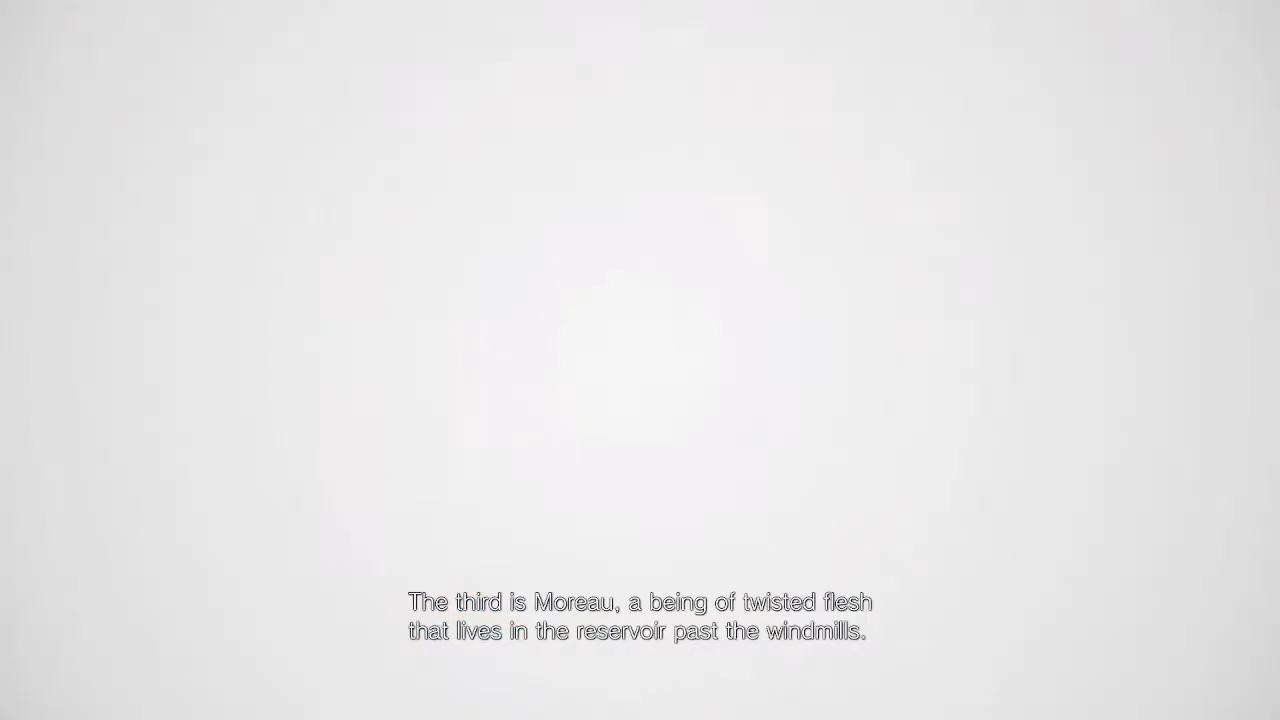 The third is Moreau, a being of twisted flesh
that lives in the reservoir past the windmills.